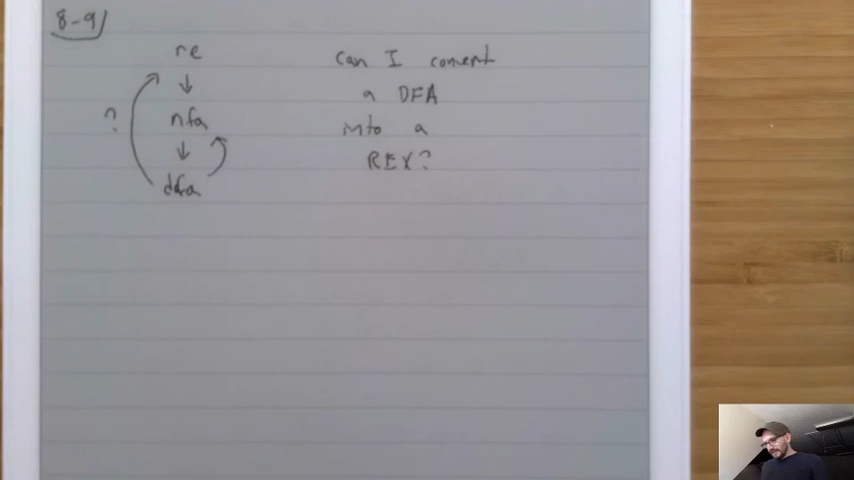 8-9
re
nfa
dfa
?
can I convert
a DFA
into a
REX?